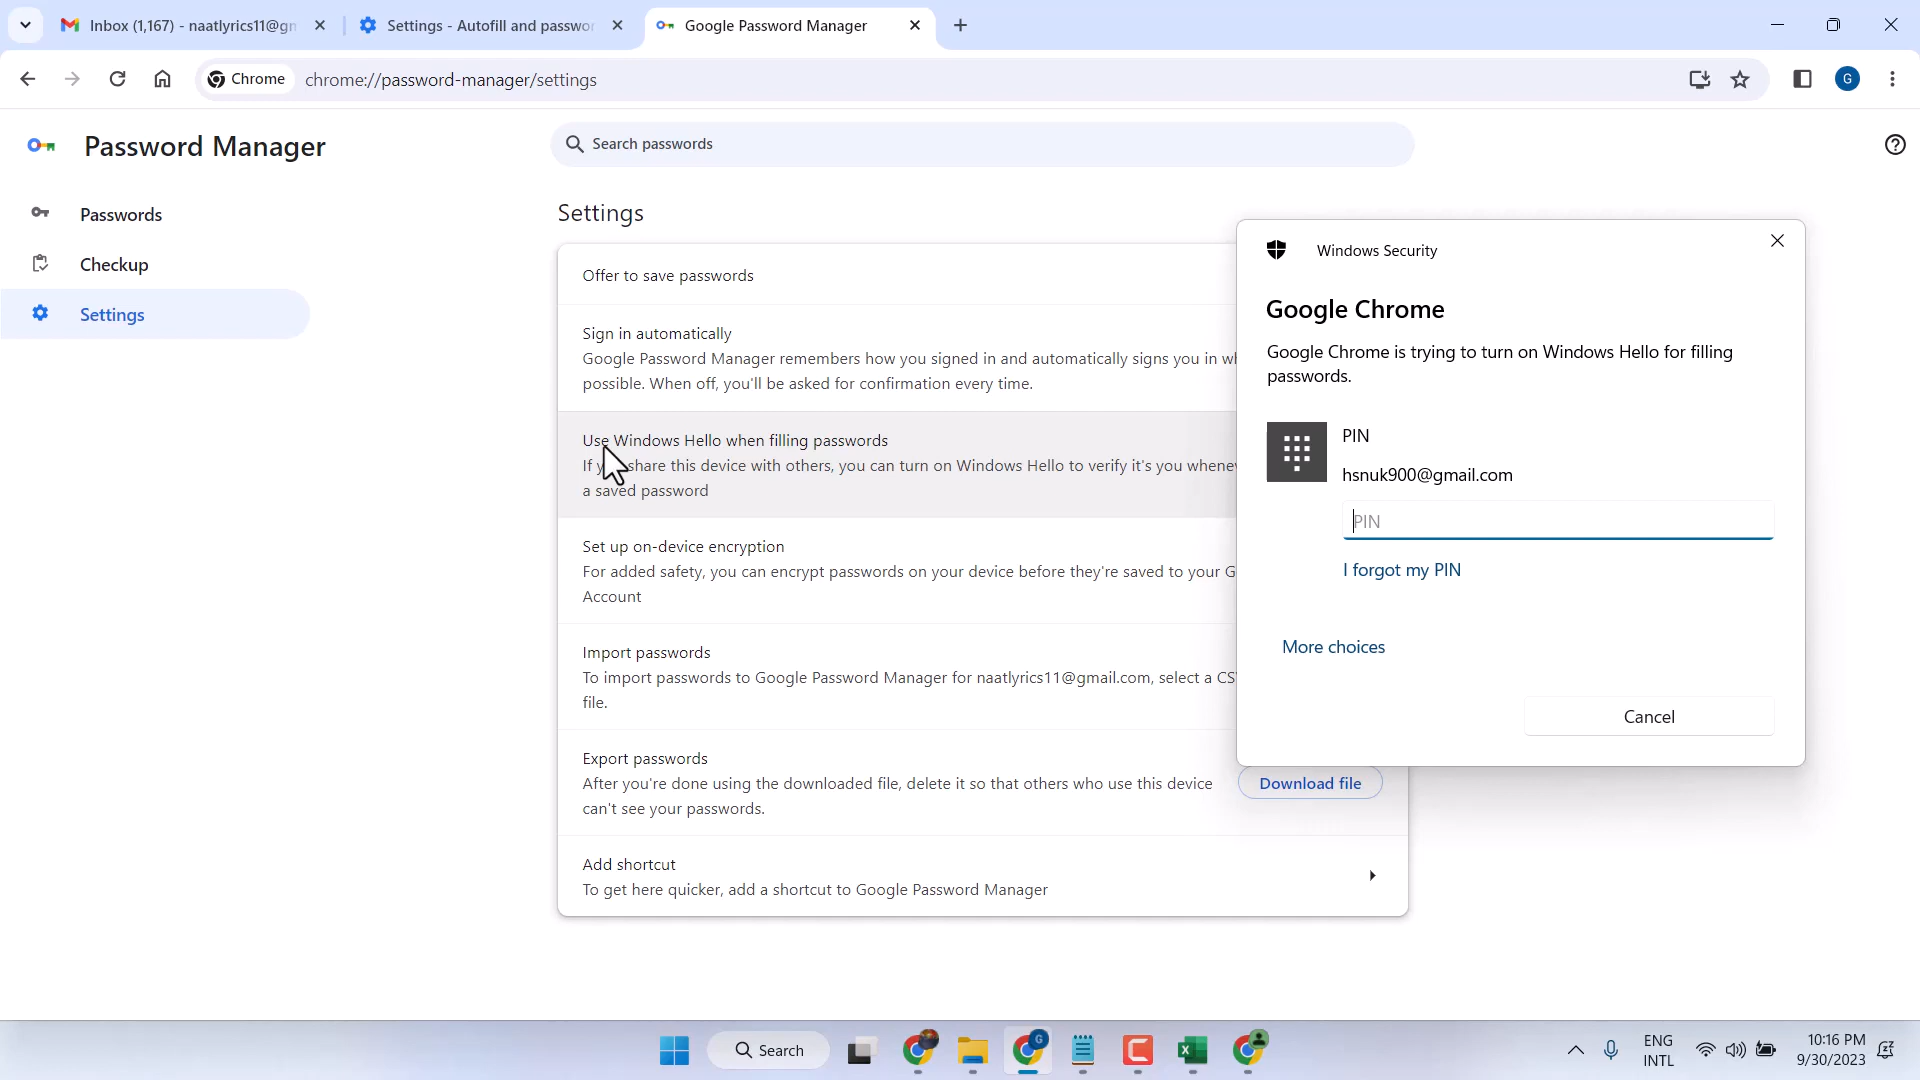 Inbox (1,167) - naatlyrics11@gm
Settings - Autofill and passwor
Google Password Manager
Chrome
chrome://password-manager/settings
G
Password Manager
Search passwords
Passwords
Checkup
Settings
Settings
Offer to save passwords
Sign in automatically
Google Password Manager remembers how you signed in and automatically signs you in wh
possible. When off, you'll be asked for confirmation every time.
Use Windows Hello when filling passwords
If you share this device with others, you can turn on Windows Hello to verify it's you whenev
a saved password
Set up on-device encryption
For added safety, you can encrypt passwords on your device before they're saved to your G
Account
Import passwords
To import passwords to Google Password Manager for naatlyrics11@gmail.com, select a CS
file.
Export passwords
After you're done using the downloaded file, delete it so that others who use this device
can't see your passwords.
Download file
Add shortcut
To get here quicker, add a shortcut to Google Password Manager
Windows Security
Google Chrome
Google Chrome is trying to turn on Windows Hello for filling
passwords.
PIN
hsnuk900@gmail.com
PIN
I forgot my PIN
More choices
Cancel
Search
G
ENG
INTL
10:16 PM
9/30/2023